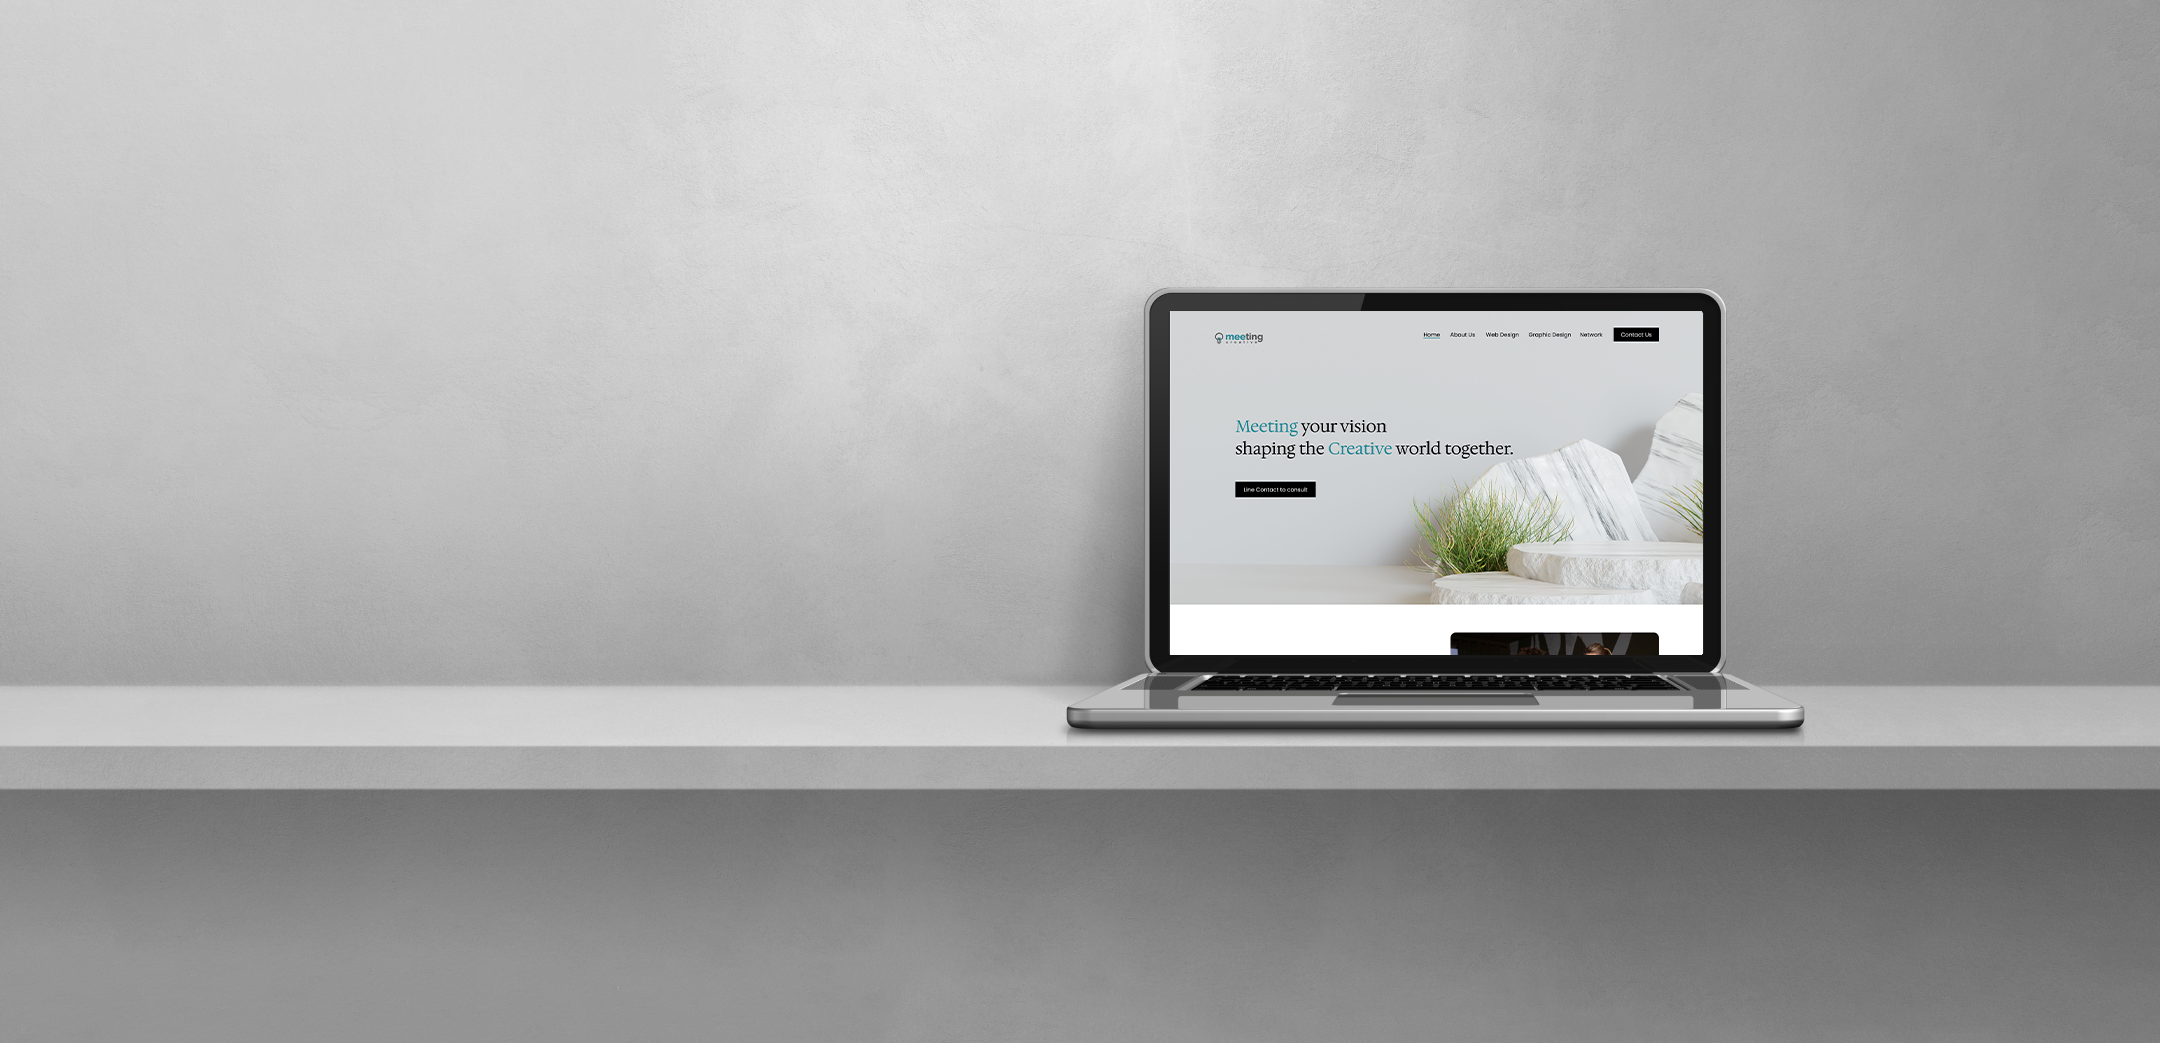 meeting
creative
Home About Us Web Design Graphic Design Network Contact Us
Meeting your vision
shaping the Creative world together.
Line Contact to consult